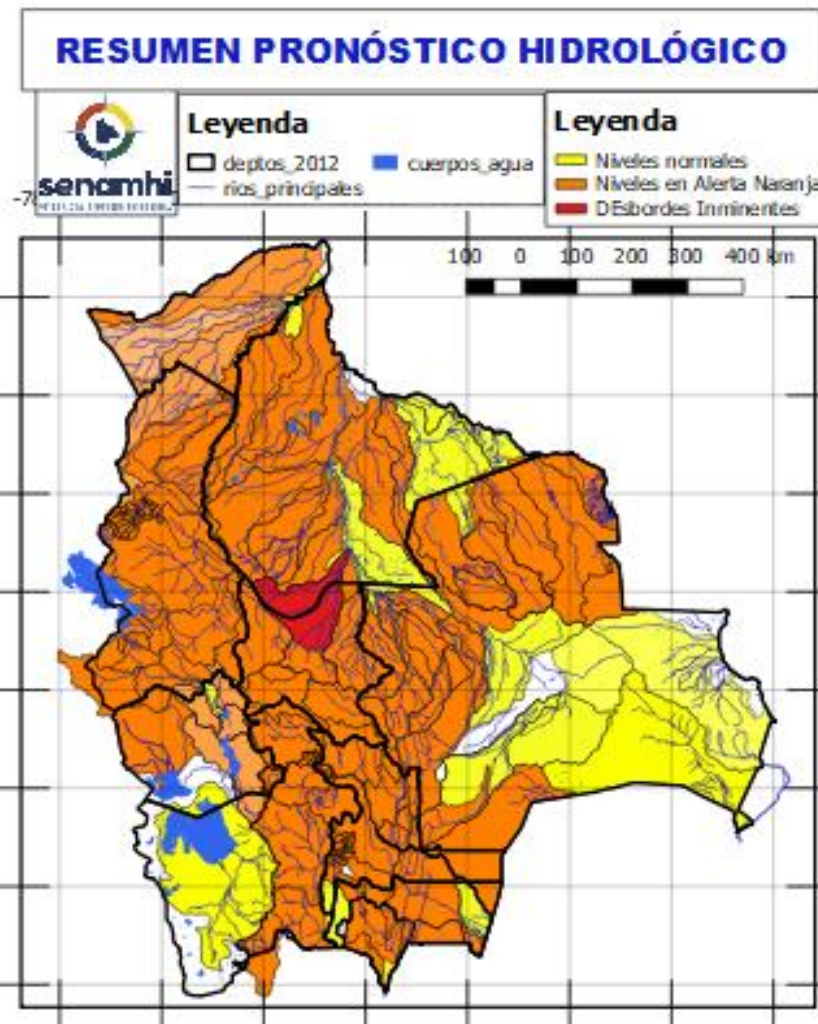 RESUMEN PRONÓSTICO HIDROLÓGICO
senamhi
Leyenda
deptos_2012
cuerpos_agua
rios_principales
Leyenda
Niveles normales
Niveles en Alerta Naranja
DEsbordes Inminentes
100 0 100 200 300 400 km